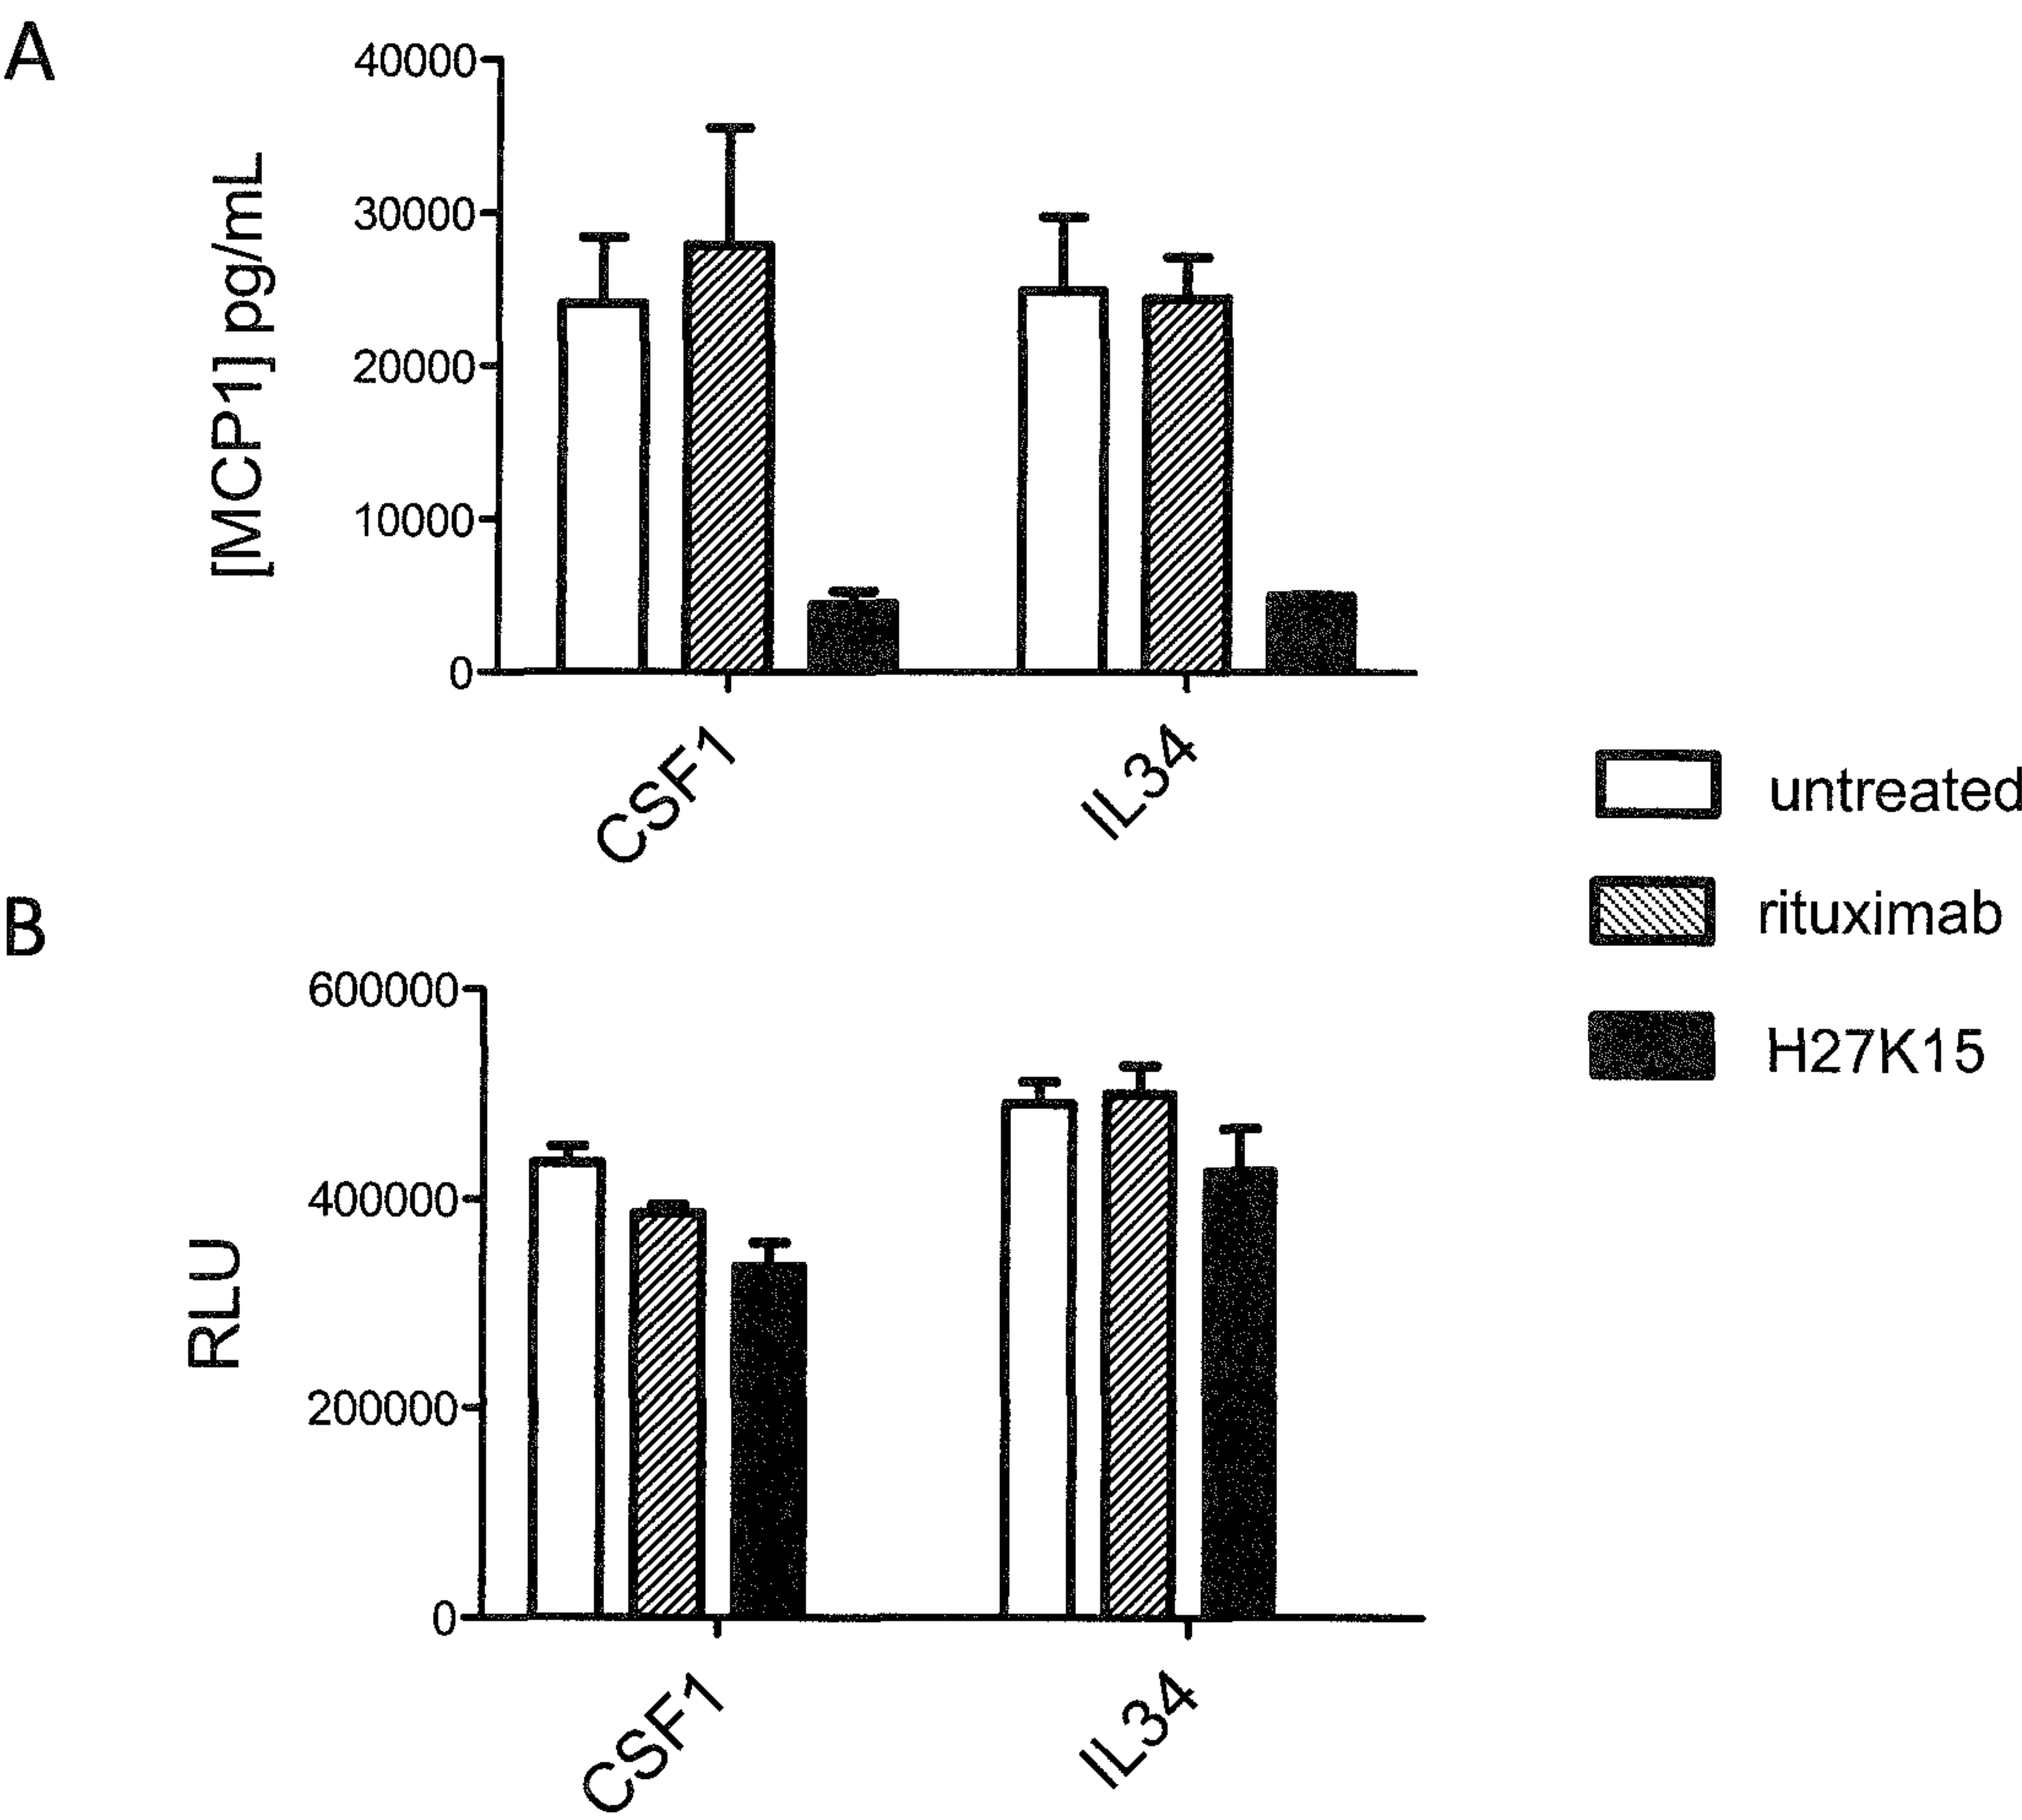 A
40000
30000
20000
10000
0
[MCP1] pg/mL
CSF1
IL34
untreated
rituximab
H27K15
B
600000
400000
200000
0
RLU
CSF1
IL34